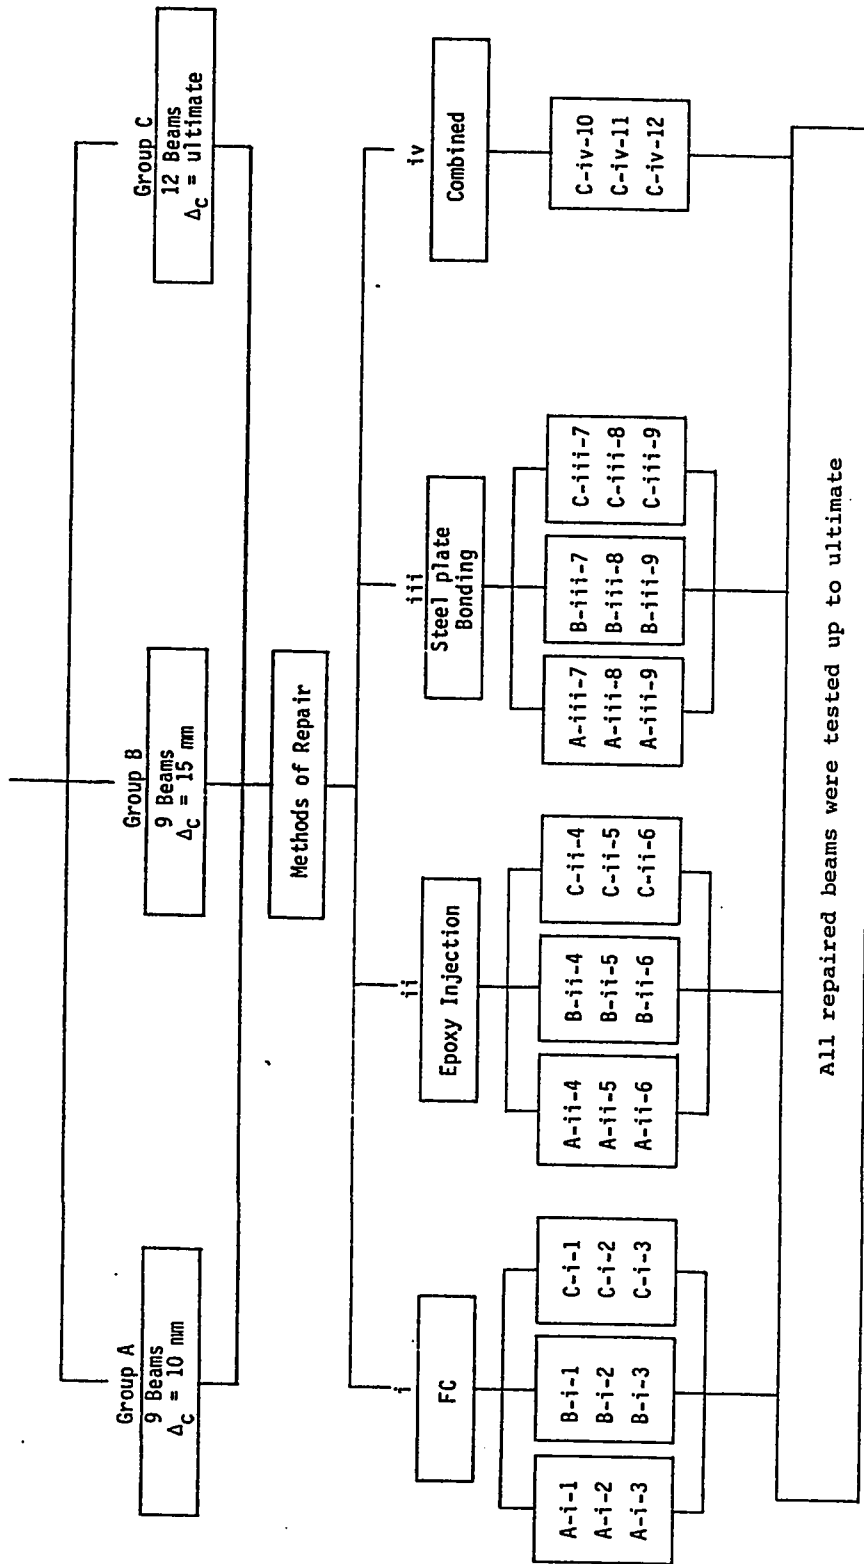 Group A
9 Beams
Δc = 10 mm
Group B
9 Beams
Δc = 15 mm
Group C
12 Beams
Δc = ultimate
Methods of Repair
i
FC
ii
Epoxy Injection
iii
Steel plate
Bonding
iv
Combined
A-i-1
A-i-2
A-i-3
B-i-1
B-i-2
B-i-3
C-i-1
C-i-2
C-i-3
A-ii-4
A-ii-5
A-ii-6
B-ii-4
B-ii-5
B-ii-6
C-ii-4
C-ii-5
C-ii-6
A-iii-7
A-iii-8
A-iii-9
B-iii-7
B-iii-8
B-iii-9
C-iii-7
C-iii-8
C-iii-9
C-iv-10
C-iv-11
C-iv-12
All repaired beams were tested up to ultimate